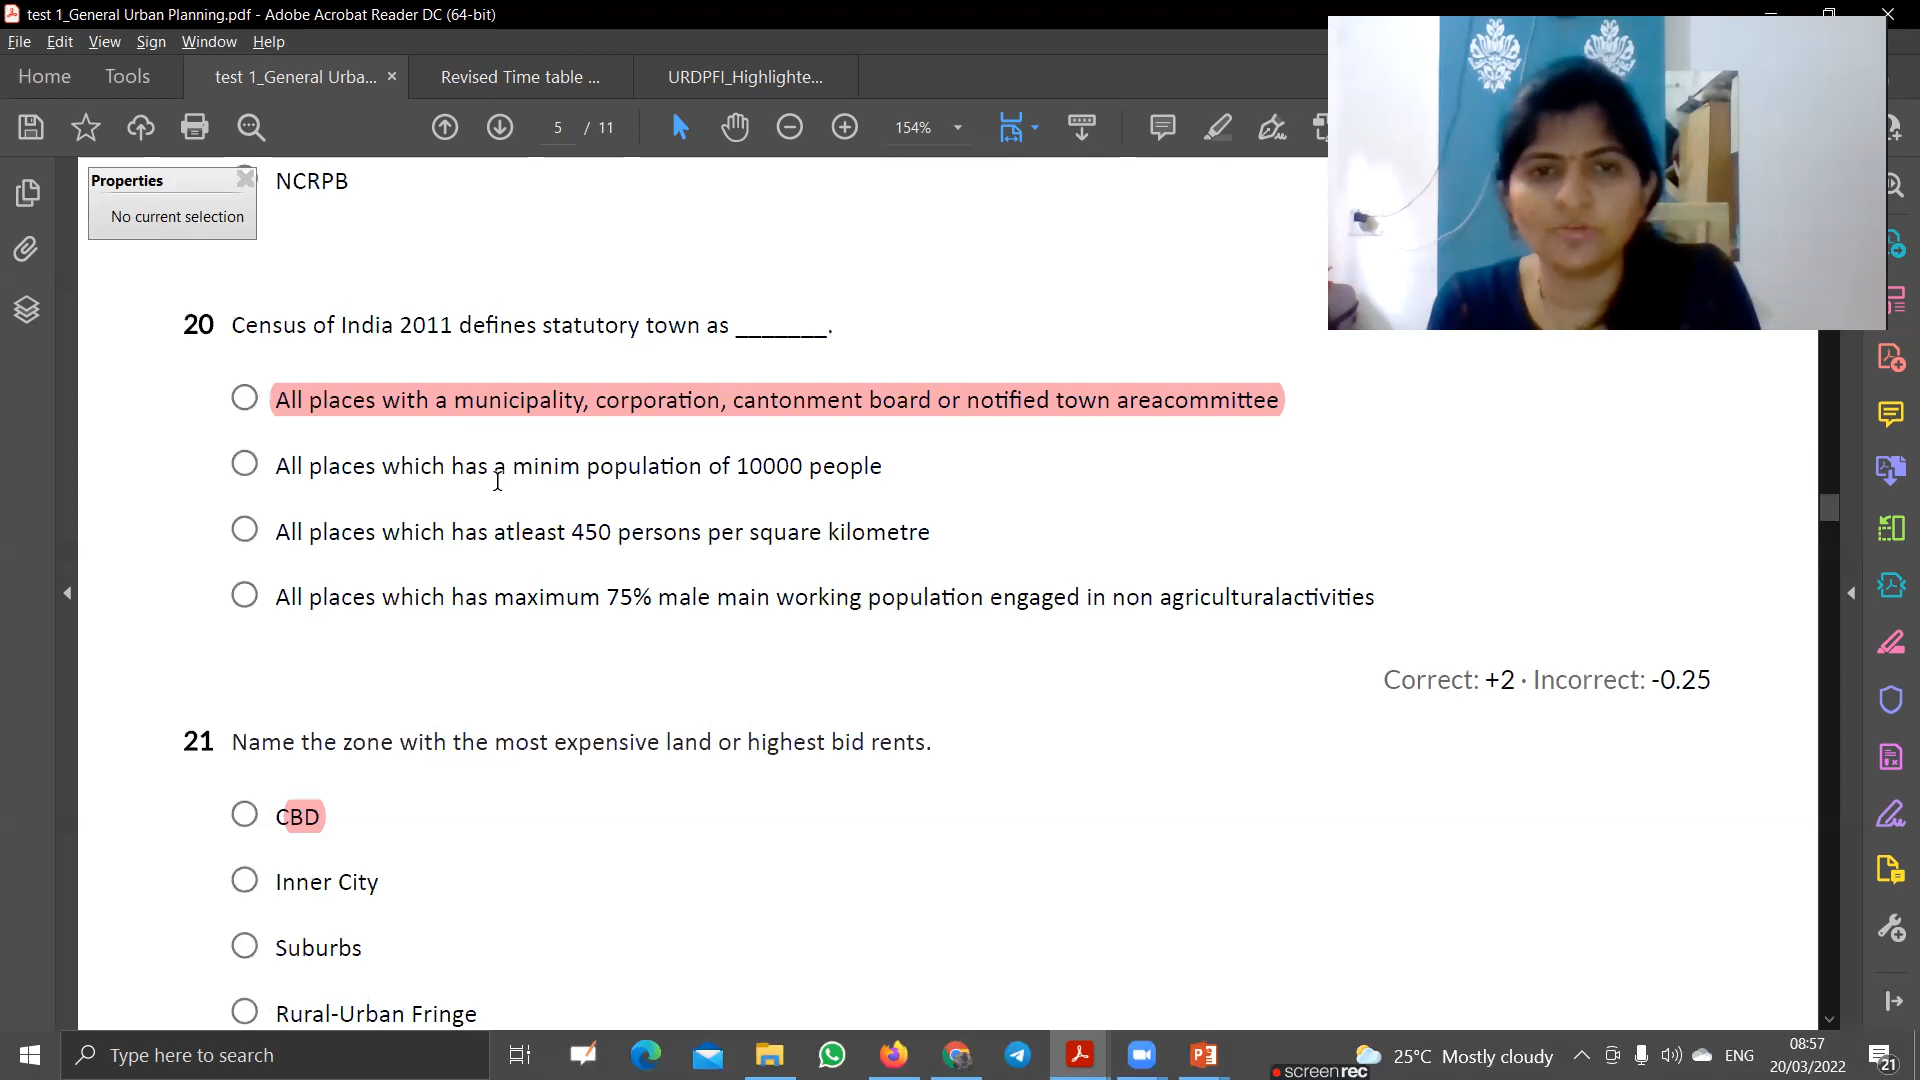 test 1_General Urban Planning.pdf - Adobe Acrobat Reader DC (64-bit)
File Edit View Sign Window Help
Home Tools test 1_General Urba... × Revised Time table ... URDPFI_Highlighte...
5 / 11 154%
Properties
No current selection
NCRPB
20 Census of India 2011 defines statutory town as _______.
All places with a municipality, corporation, cantonment board or notified town areacommittee
All places which has a minim population of 10000 people
All places which has atleast 450 persons per square kilometre
All places which has maximum 75% male main working population engaged in non agriculturalactivities
Correct: +2 · Incorrect: -0.25
21 Name the zone with the most expensive land or highest bid rents.
CBD
Inner City
Suburbs
Rural-Urban Fringe
Type here to search
25°C Mostly cloudy
ENG
08:57
20/03/2022
21
screenrec